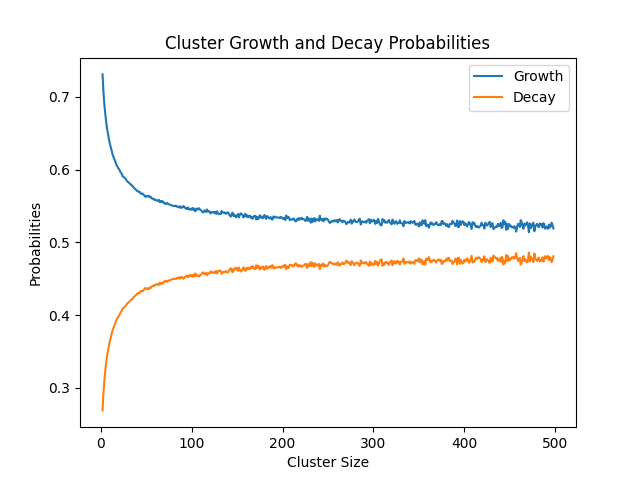 Cluster Growth and Decay Probabilities
Growth
Decay
Probabilities
0.7
0.6
0.5
0.4
0.3
0 100 200 300 400 500
Cluster Size